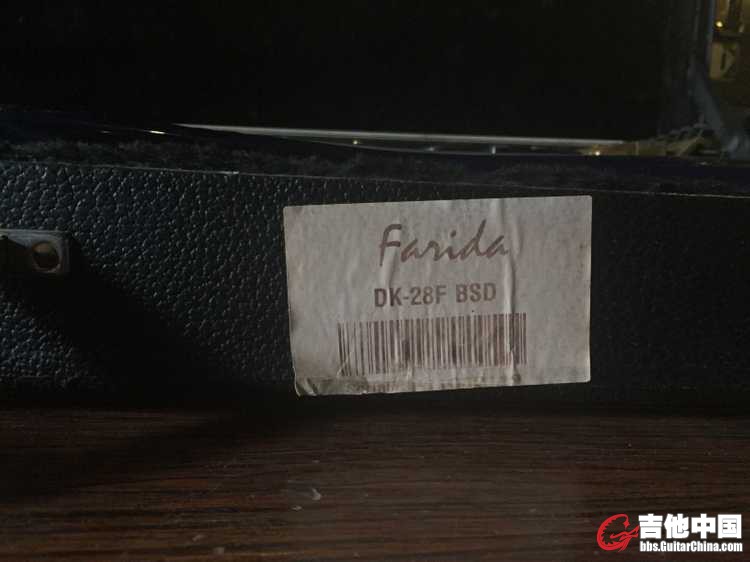 Farida
DK-28F BSD
吉他中国
bbs.GuitarChina.com